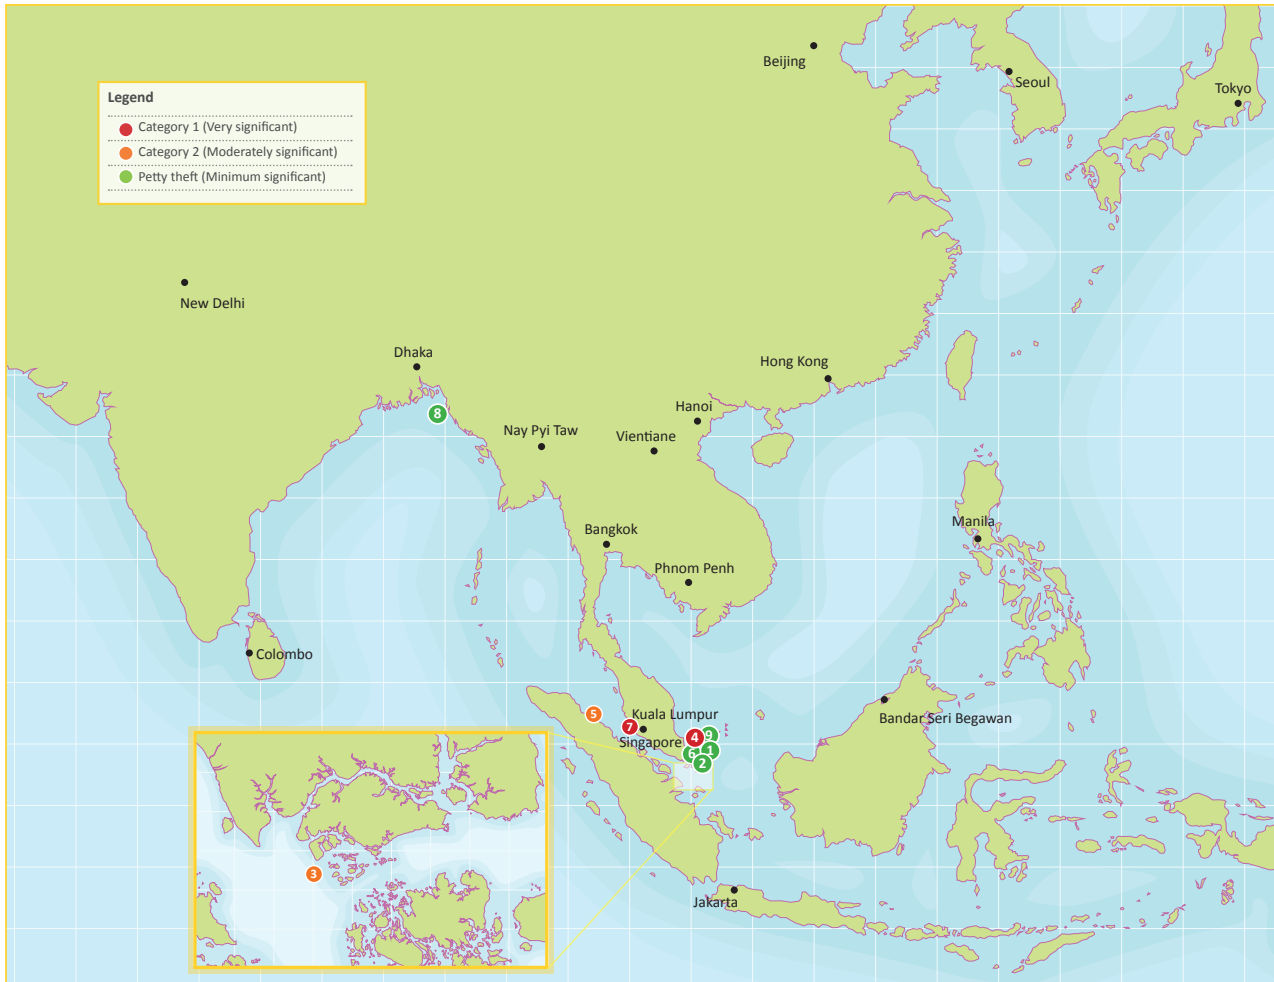 Beijing
Seoul
Tokyo
Legend
Category 1 (Very significant)
Category 2 (Moderately significant)
Petty theft (Minimum significant)
New Delhi
Dhaka
Hong Kong
8
Hanoi
Nay Pyi Taw
Vientiane
Manila
Bangkok
Phnom Penh
Colombo
5
Kuala Lumpur
Bandar Seri Begawan
7
Singapore
4
9
6
1
2
3
Jakarta